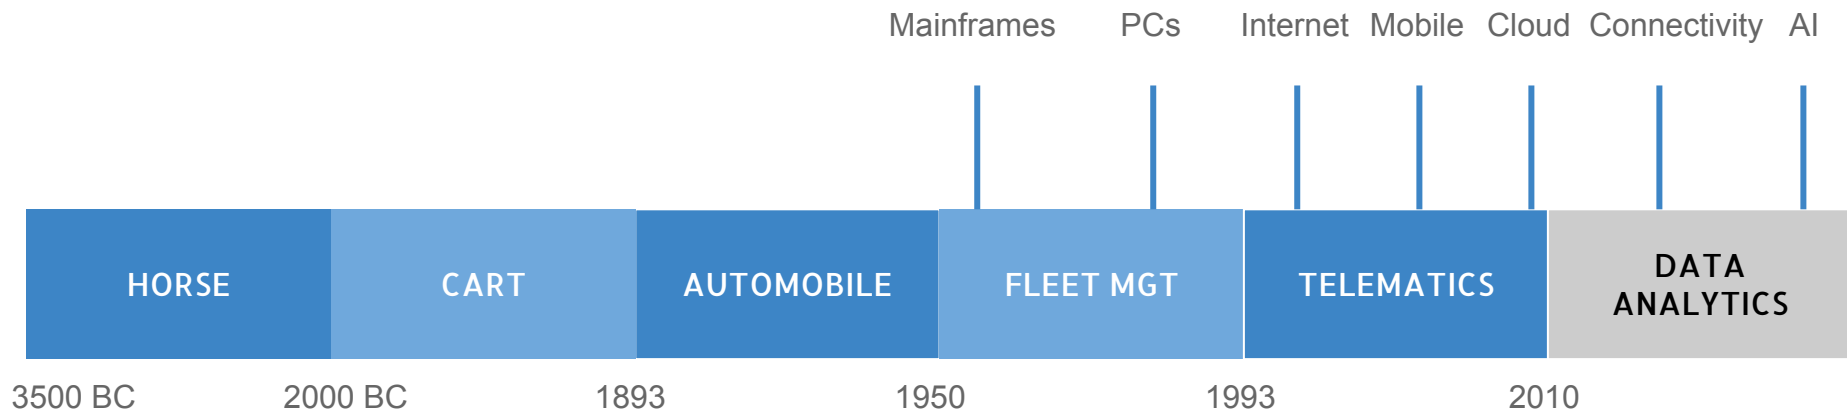 Mainframes PCs Internet Mobile Cloud Connectivity AI
HORSE CART AUTOMOBILE FLEET MGT TELEMATICS DATA ANALYTICS
3500 BC 2000 BC 1893 1950 1993 2010